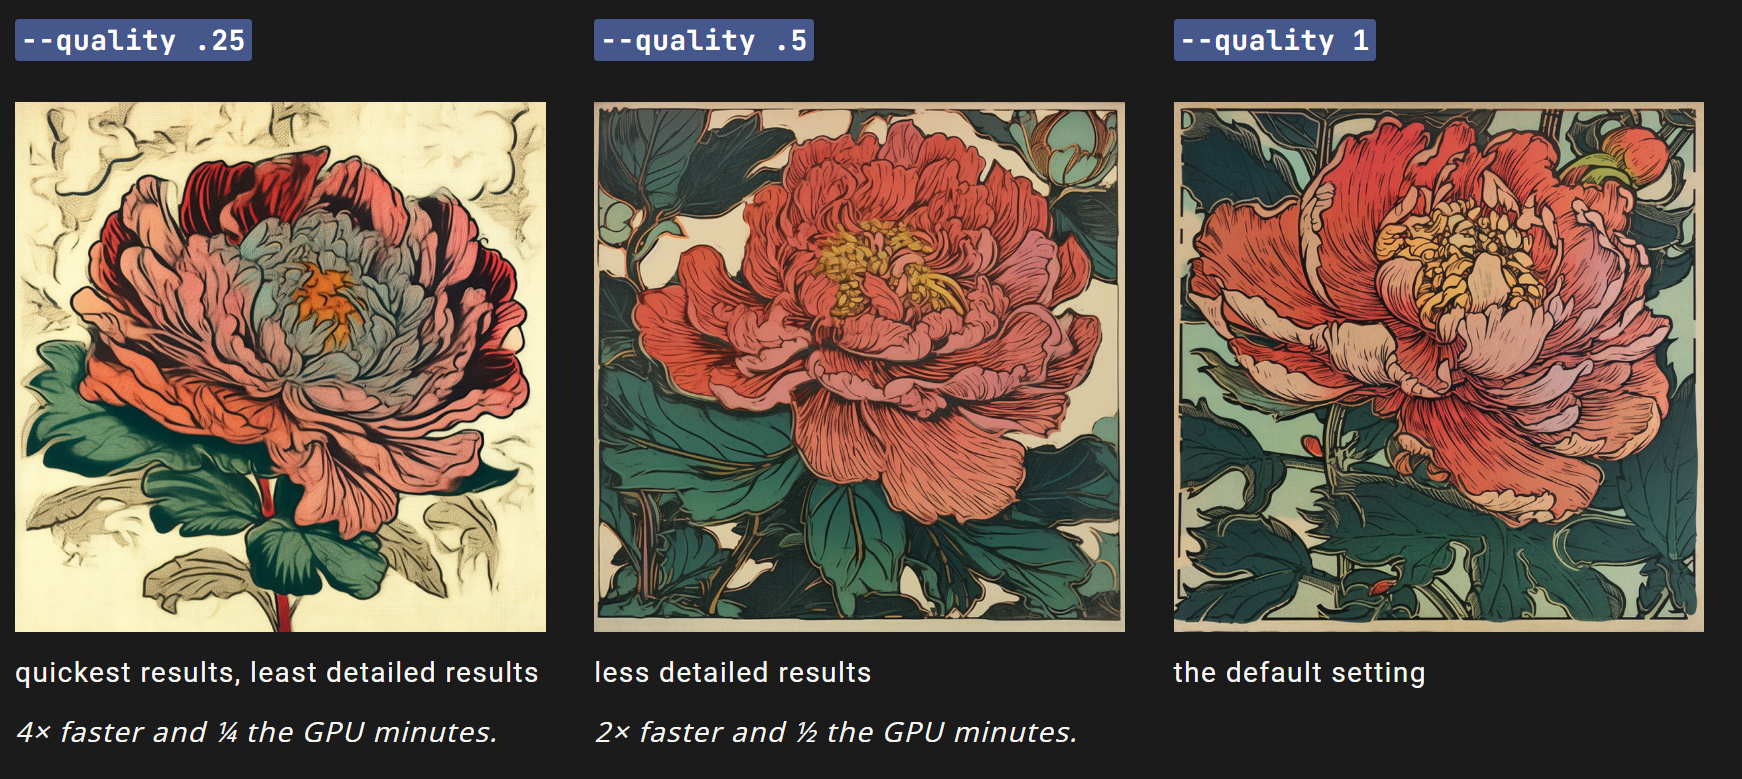 --quality .25
--quality .5
--quality 1
quickest results, least detailed results
less detailed results
the default setting
4× faster and ¼ the GPU minutes.
2× faster and ½ the GPU minutes.